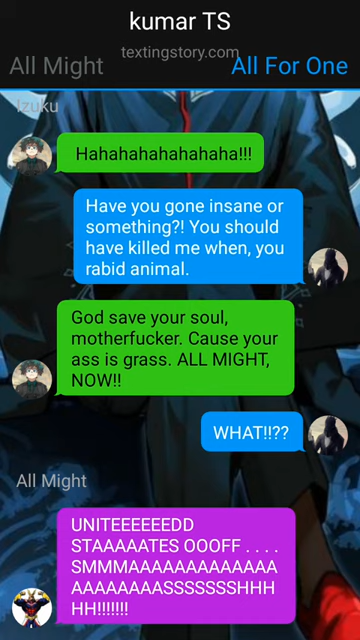 kumar TS
textingstory.com
All Might
All For One
Izuku
Hahahahahahahaha!!!
Have you gone insane or
something?! You should
have killed me when, you
rabid animal.
God save your soul,
motherfucker. Cause your
ass is grass. ALL MIGHT,
NOW!!
WHAT!!??
All Might
UNITEEEEEEDD
STAAAAATES OOOFF . . . .
SMMMAAAAAAAAAAAAA
AAAAAAAASSSSSSSHHH
HH!!!!!!!